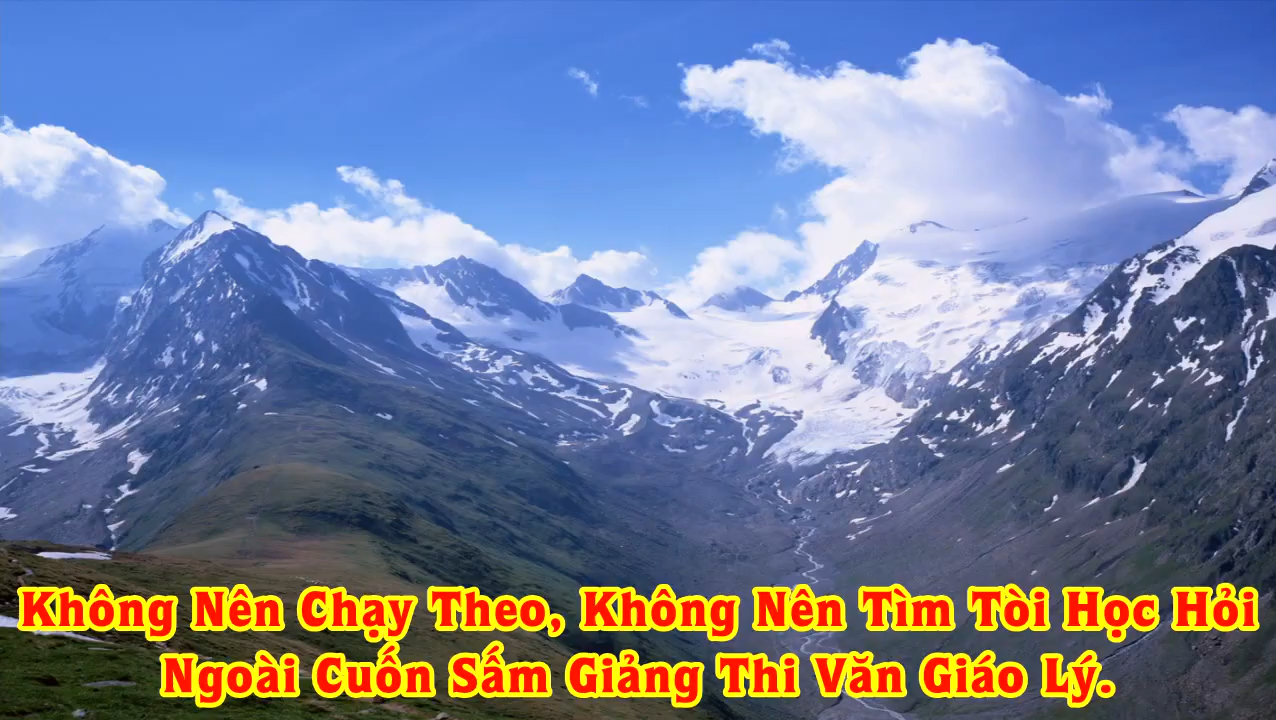 Không Nên Chạy Theo, Không Nên Tìm Tòi Học Hỏi
Ngoài Cuốn Sấm Giảng Thi Văn Giáo Lý.